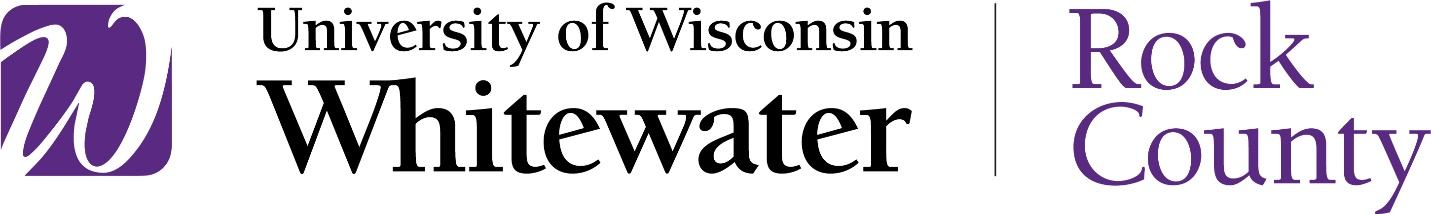 W
University of Wisconsin
Whitewater
Rock
County